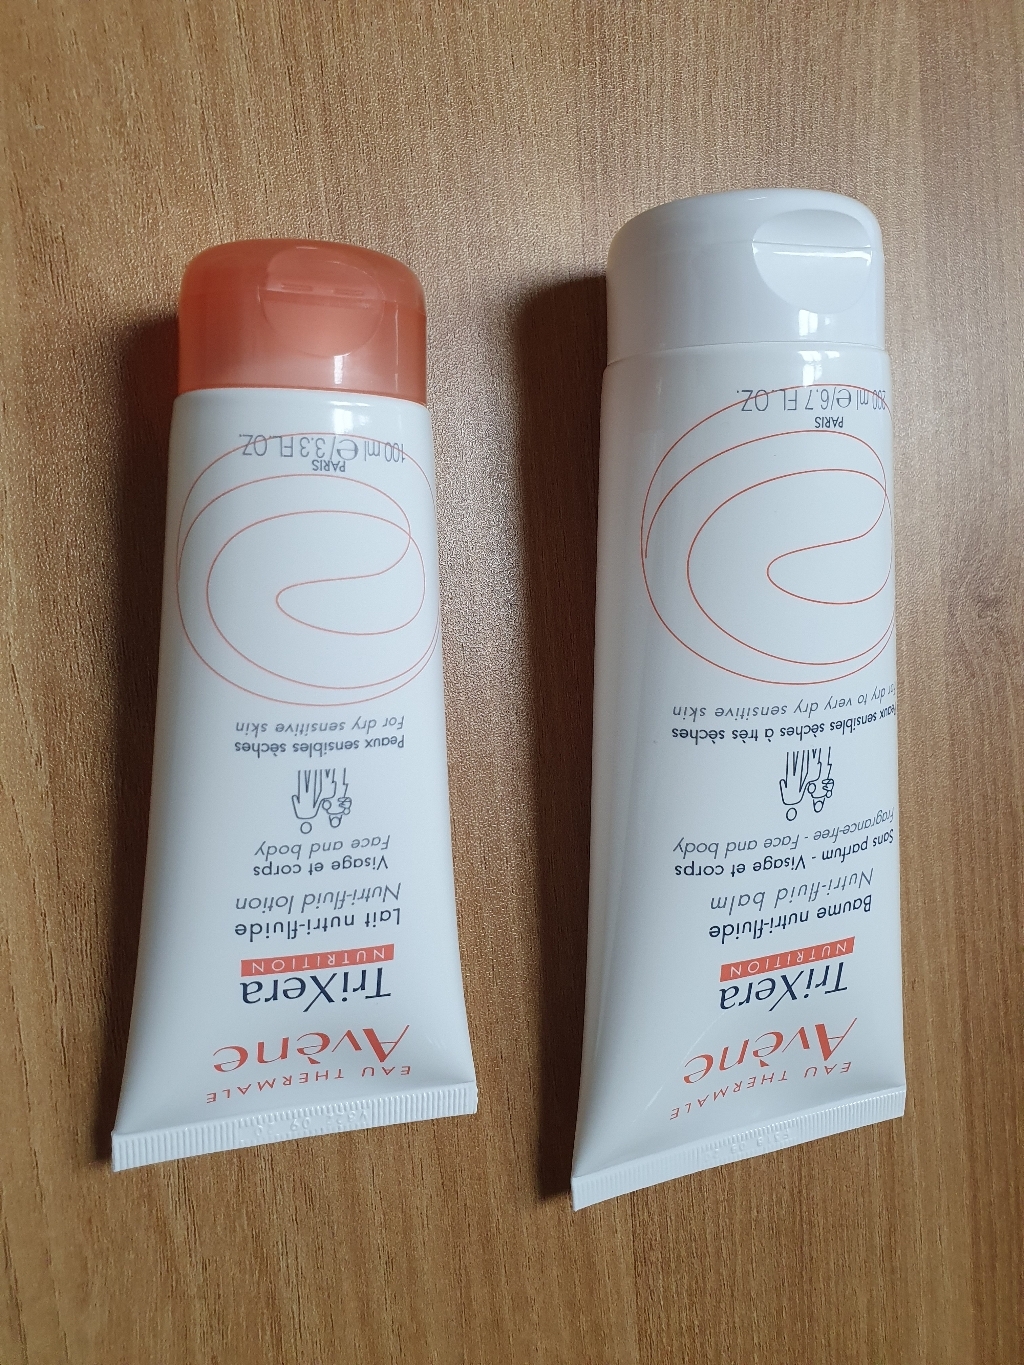 EAU THERMALE
Avène
TriXera
NUTRITION
Lait nutri-fluide
Nutri-fluid lotion
Visage et corps
Face and body
Peaux sensibles sèches
For dry sensitive skin
PARIS
100 ml e/3.3 FL.OZ.
EAU THERMALE
Avène
TriXera
NUTRITION
Baume nutri-fluide
Nutri-fluid balm
Sans parfum - Visage et corps
Fragrance-free - Face and body
Peaux sensibles sèches à très sèches
For dry to very dry sensitive skin
PARIS
200 ml e/6.7 FL.OZ.